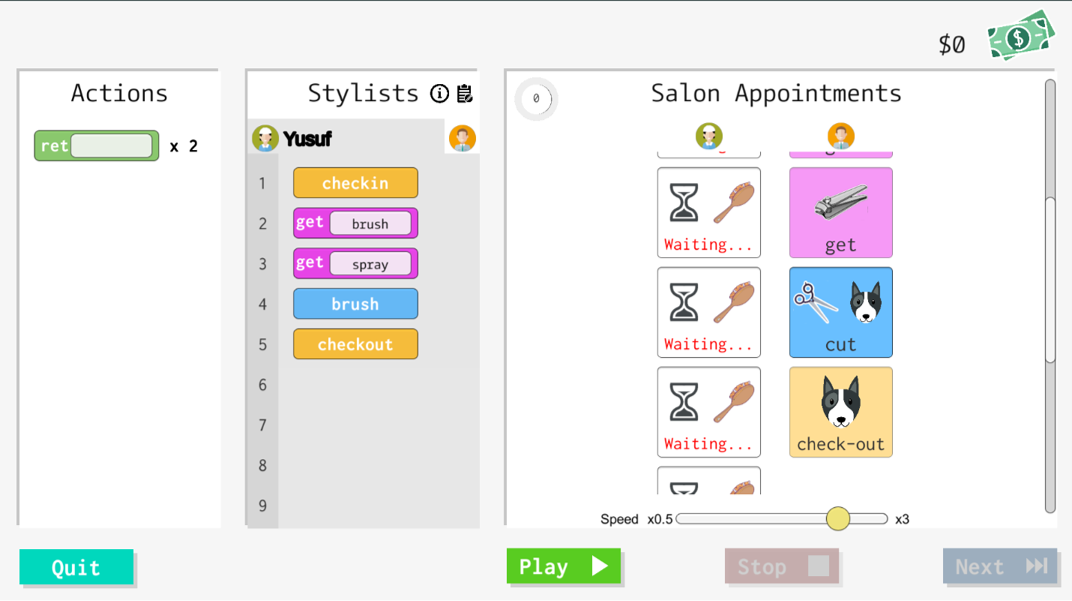 $0
Actions
ret x 2
Stylists
Yusuf
1 checkin
2 get brush
3 get spray
4 brush
5 checkout
6
7
8
9
0
Salon Appointments
Waiting... get
Waiting... cut
Waiting... check-out
Speed x0.5 x3
Quit
Play
Stop
Next